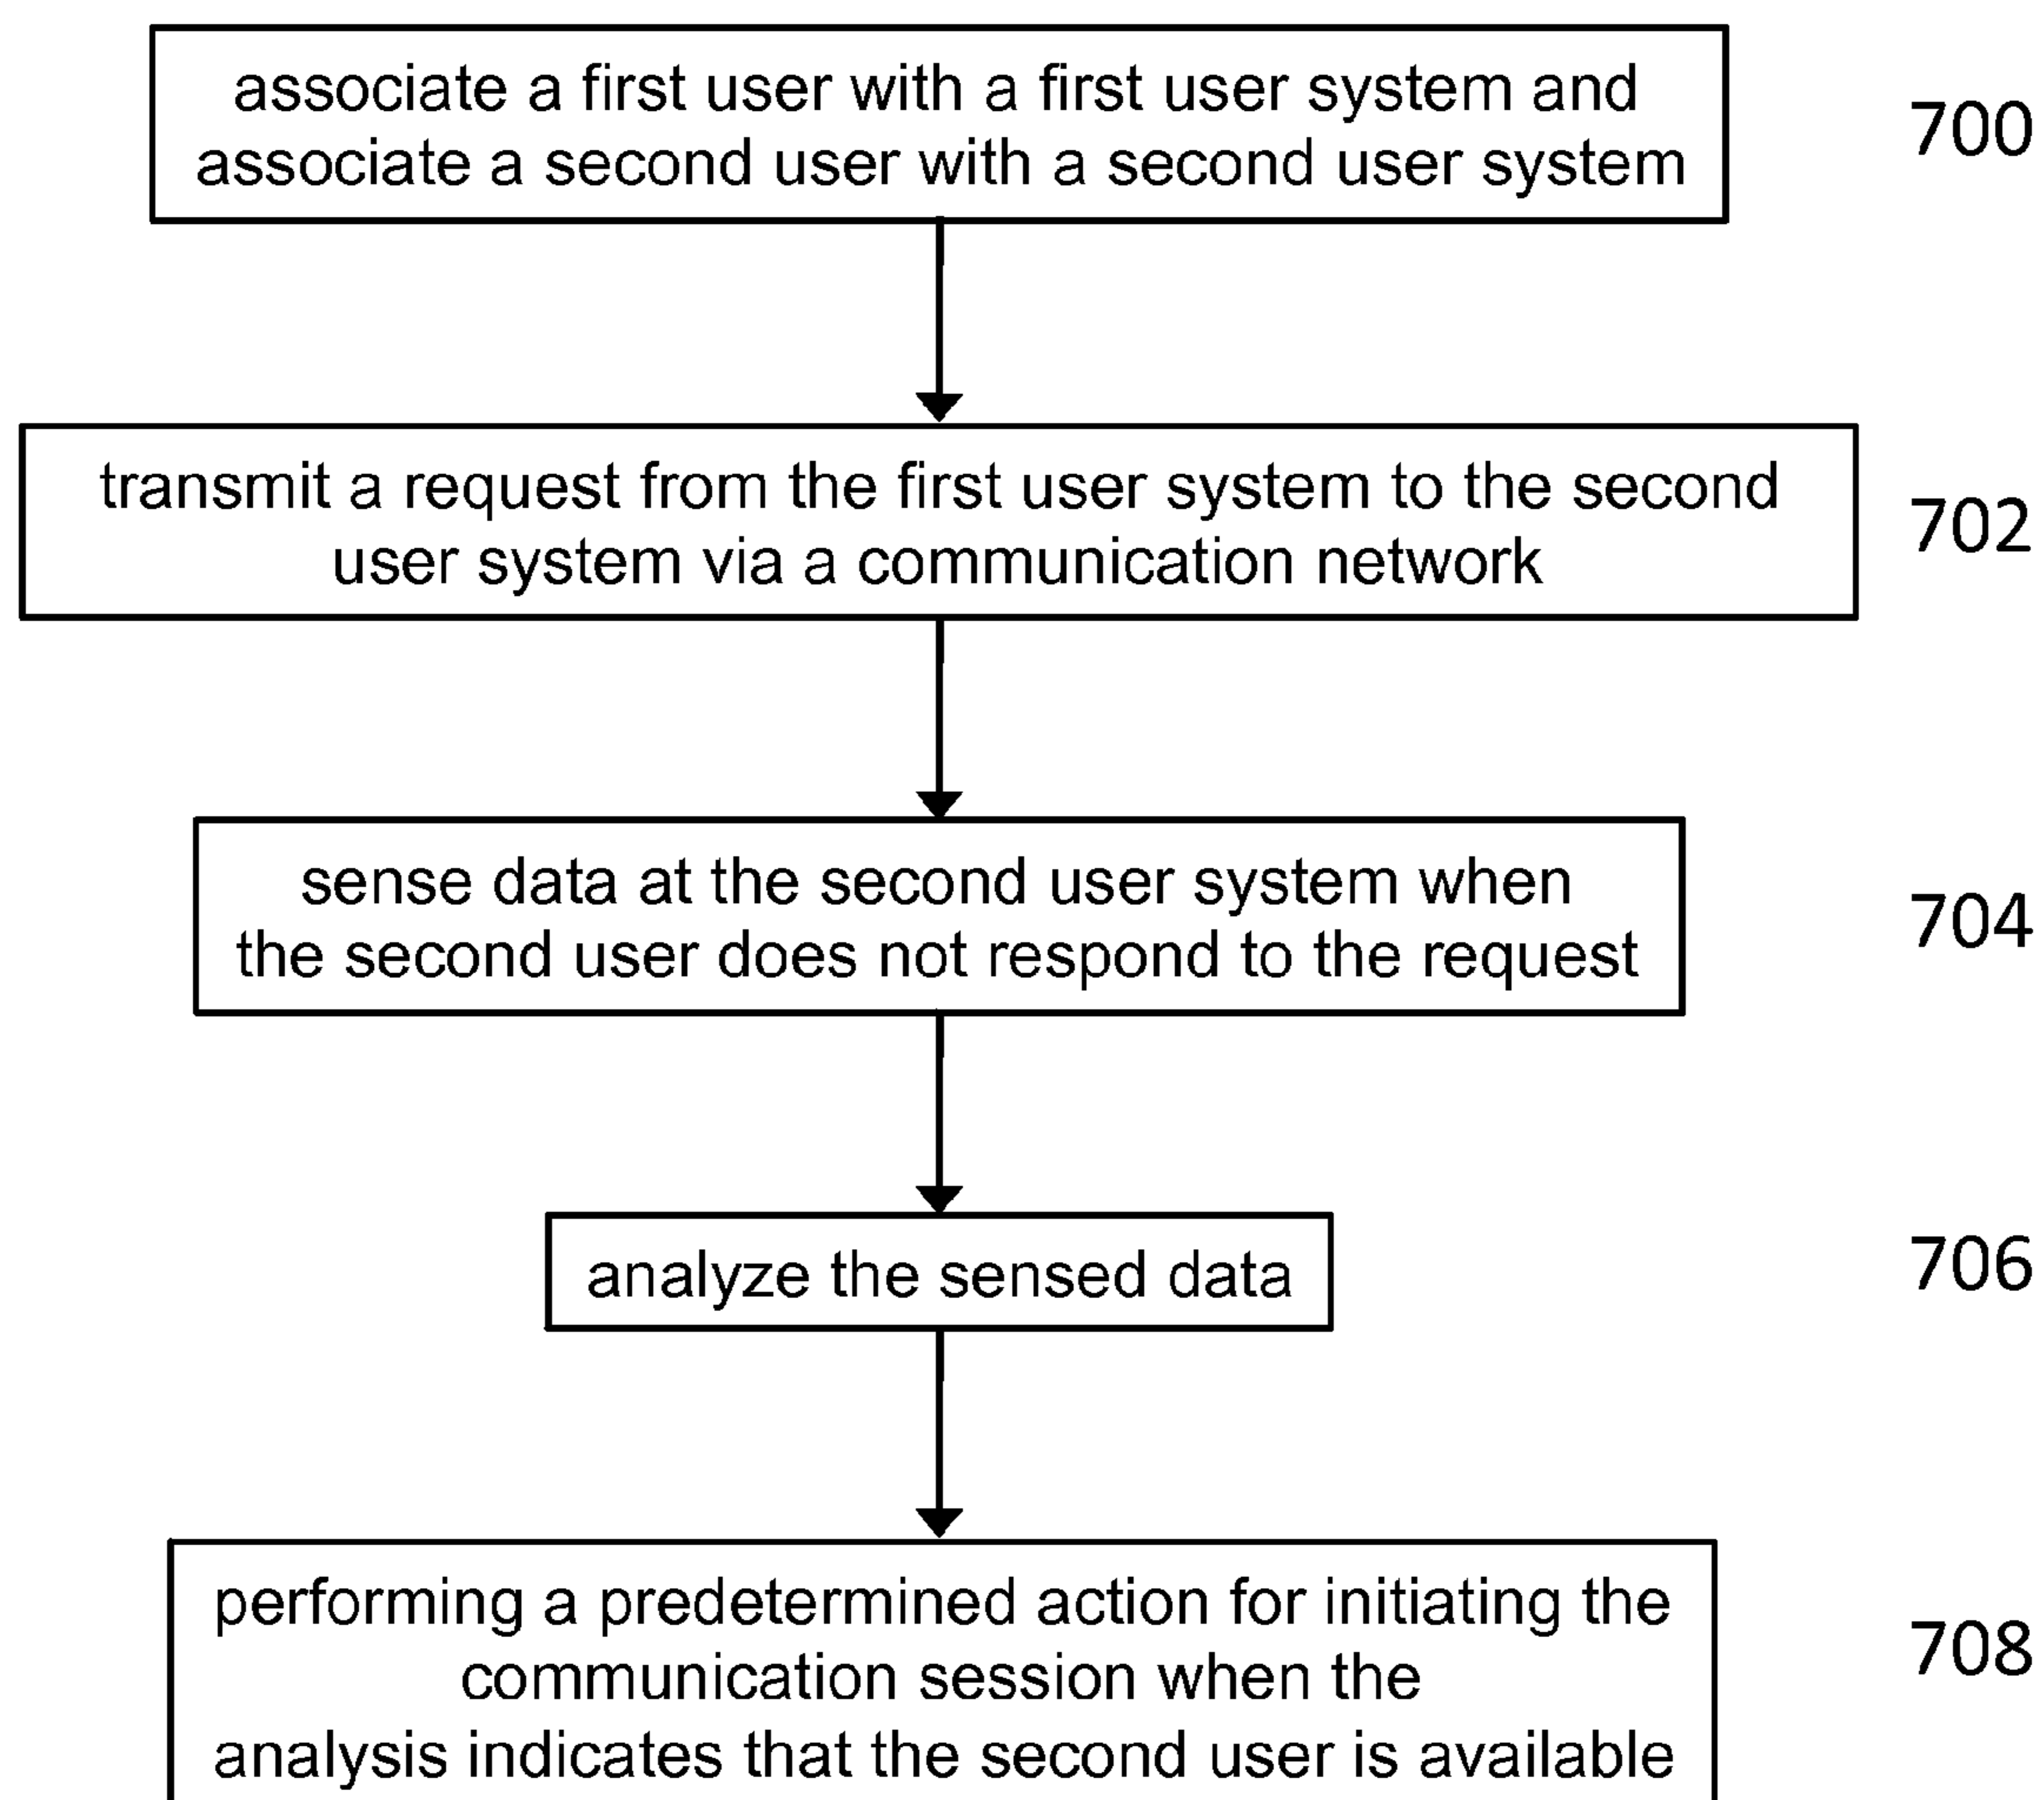 associate a first user with a first user system and
associate a second user with a second user system
700
transmit a request from the first user system to the second
user system via a communication network
702
sense data at the second user system when
the second user does not respond to the request
704
analyze the sensed data
706
performing a predetermined action for initiating the
communication session when the
analysis indicates that the second user is available
708